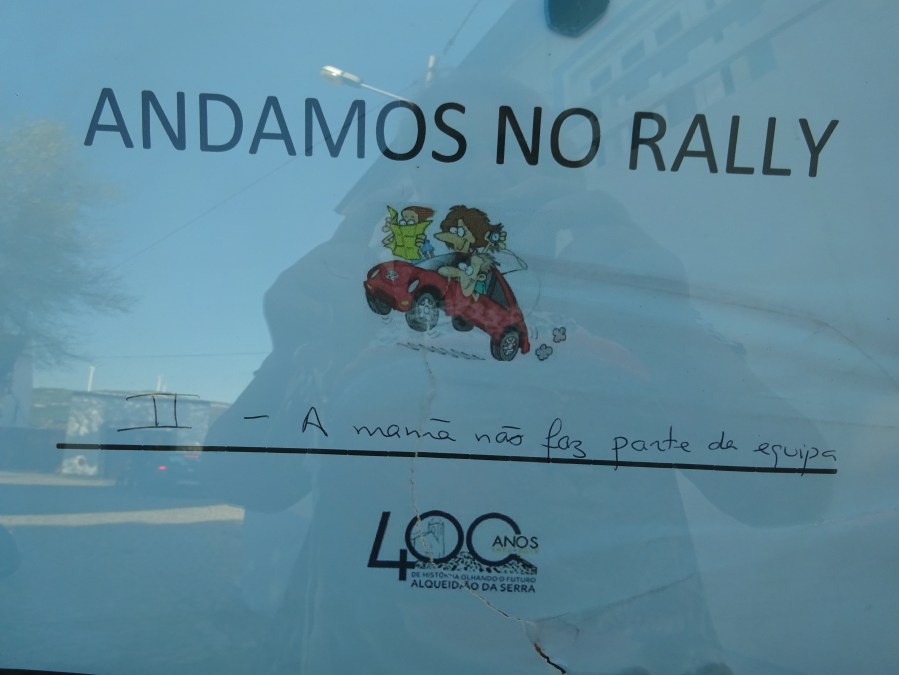 ANDAMOS NO RALLY
II - A mamã não faz parte da equipa
400 ANOS
DE HISTÓRIA OLHANDO O FUTURO
ALQUEIDÃO DA SERRA